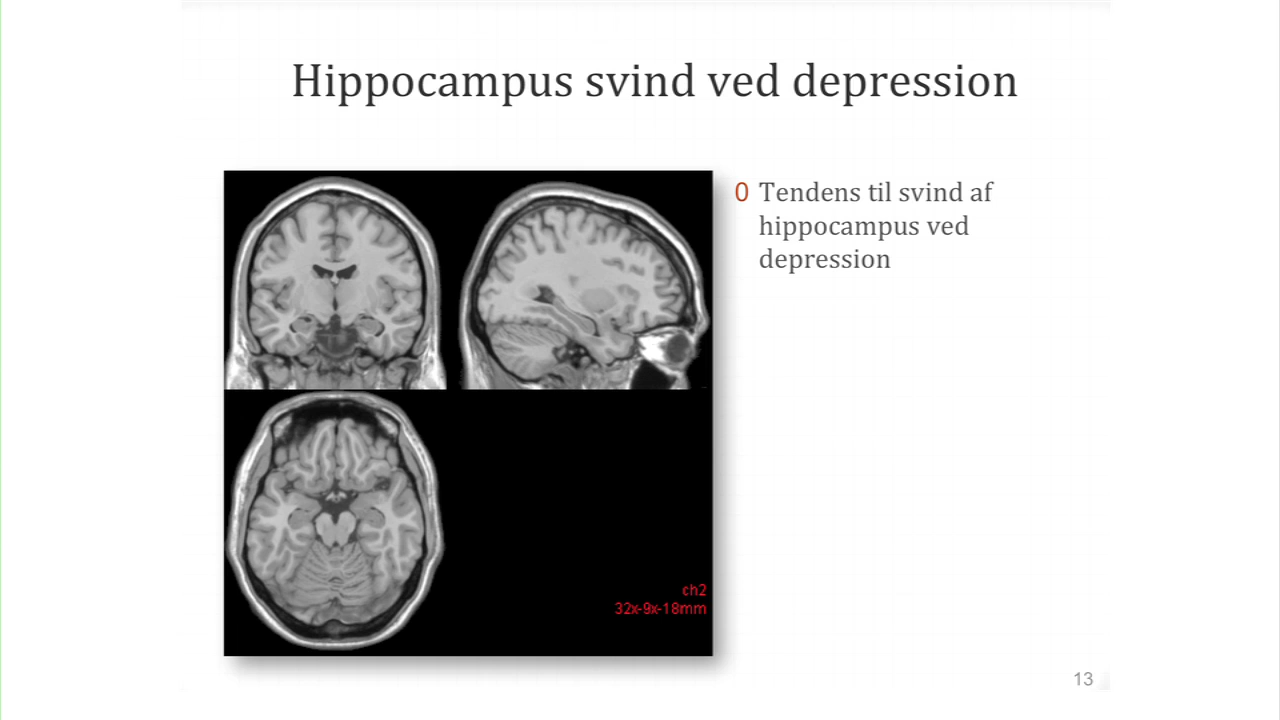 Hippocampus svind ved depression
0 Tendens til svind af
hippocampus ved
depression
ch2
32x-9x-18mm
13